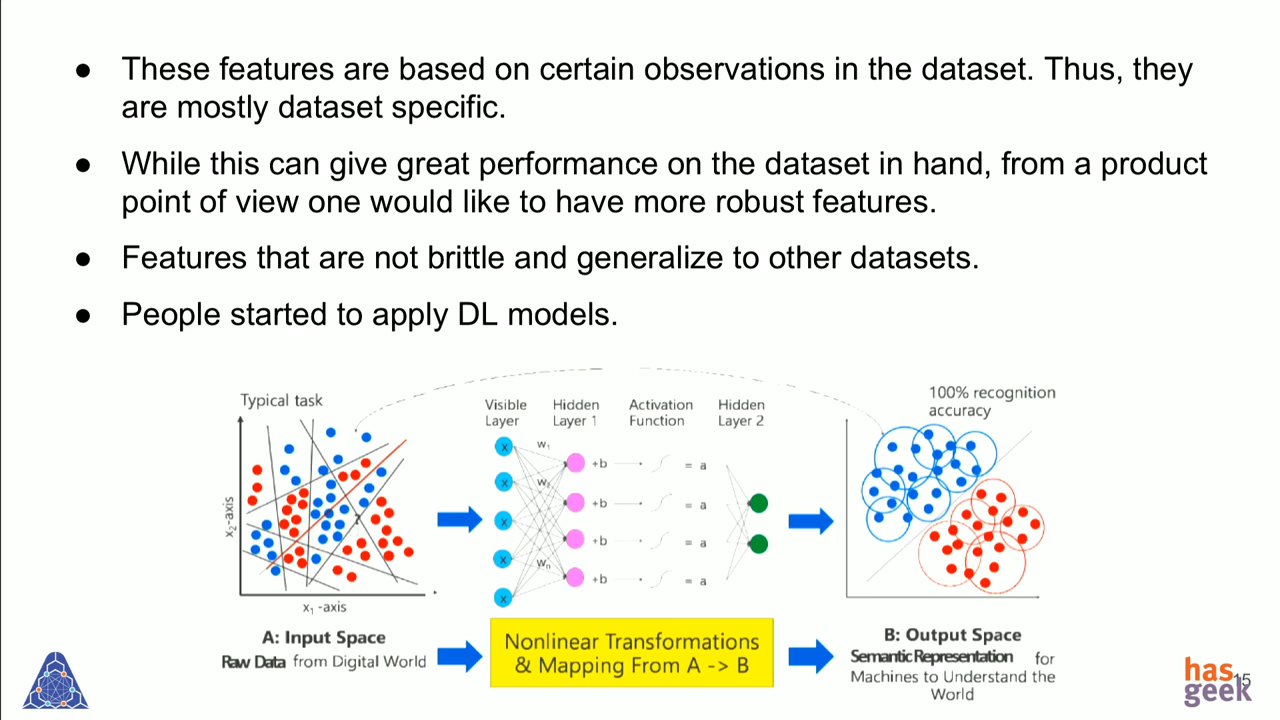 ● These features are based on certain observations in the dataset. Thus, they
are mostly dataset specific.
● While this can give great performance on the dataset in hand, from a product
point of view one would like to have more robust features.
● Features that are not brittle and generalize to other datasets.
● People started to apply DL models.
Typical task
x2-axis
?
x1 -axis
A: Input Space
Raw Data from Digital World
Visible
Layer
Hidden
Layer 1
Activation
Function
Hidden
Layer 2
x
x
x
x
x
w1
w2
wn
+b = a
+b = a
+b = a
+b = a
Nonlinear Transformations
& Mapping From A -> B
100% recognition
accuracy
B: Output Space
Semantic Representation for
Machines to Understand the
World
has
geek
15